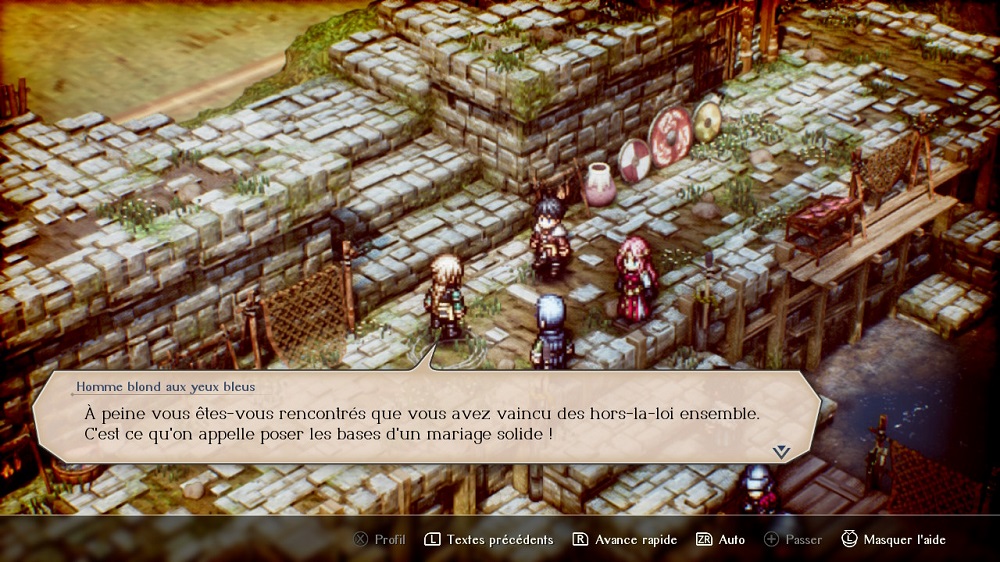 Homme blond aux yeux bleus
À peine vous êtes-vous rencontrés que vous avez vaincu des hors-la-loi ensemble.
C'est ce qu'on appelle poser les bases d'un mariage solide !
X Profil L Textes précédents R Avance rapide ZR Auto + Passer L Masquer l'aide